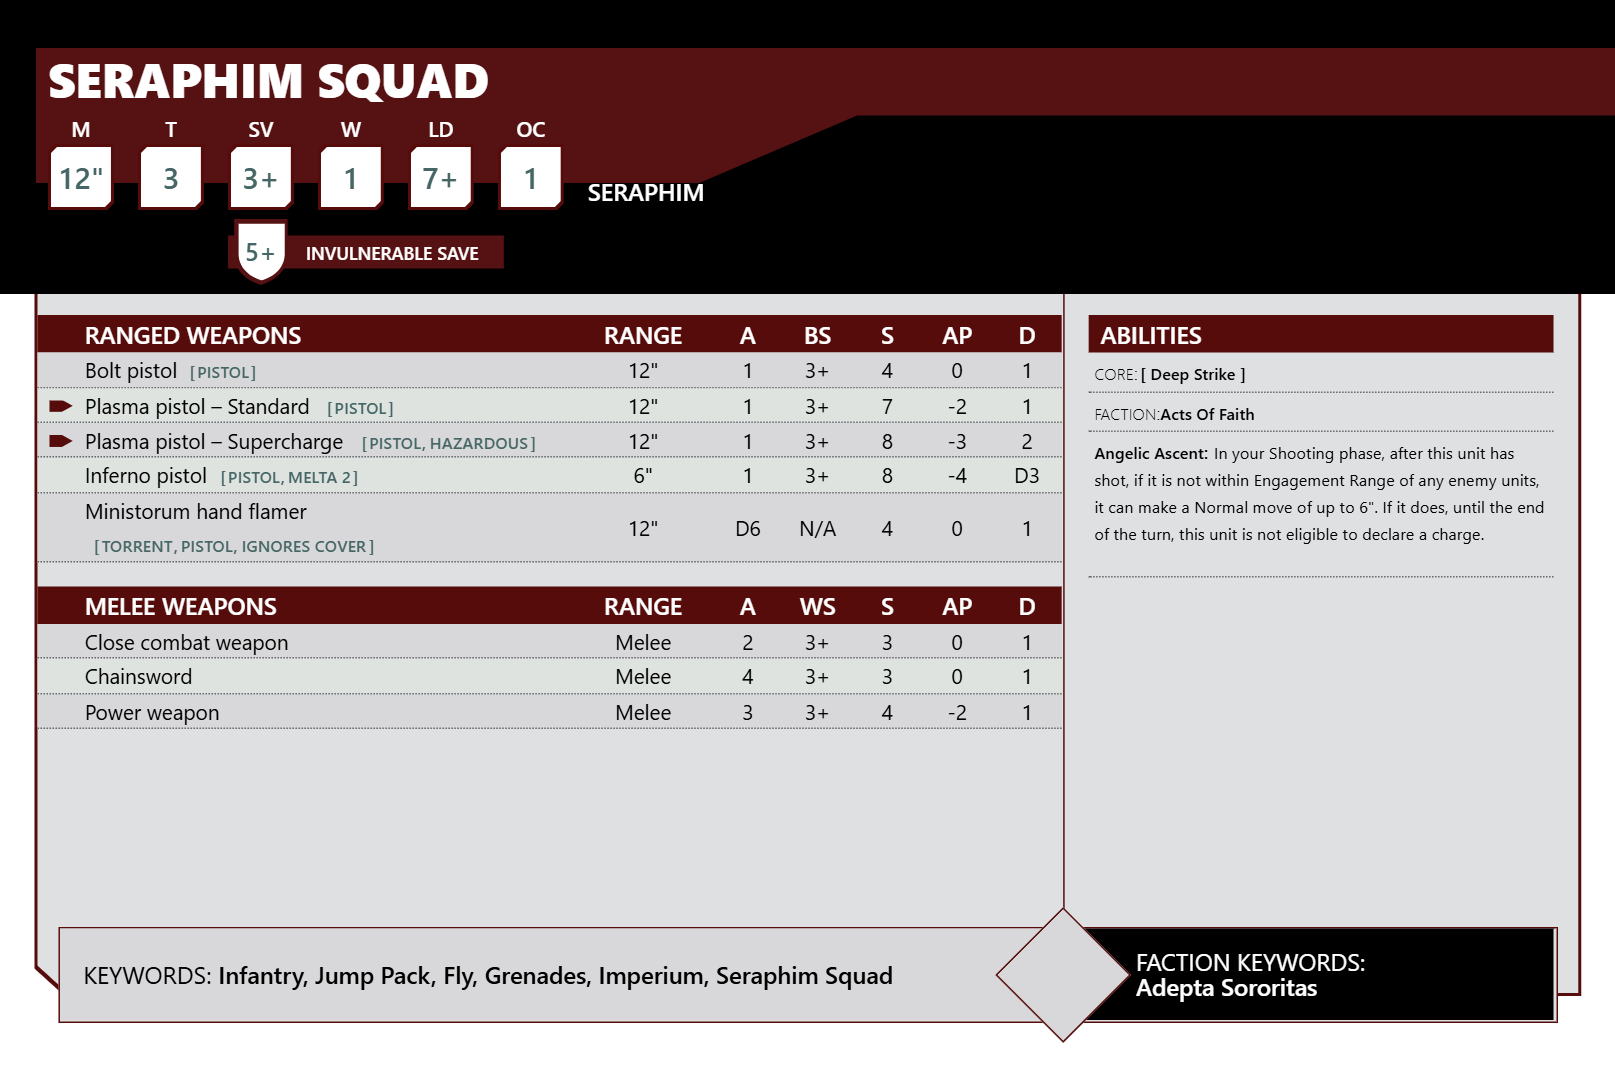 SERAPHIM SQUAD
M T SV W LD OC
12" 3 3+ 1 7+ 1
SERAPHIM
5+ INVULNERABLE SAVE
RANGED WEAPONS RANGE A BS S AP D
Bolt pistol [PISTOL] 12" 1 3+ 4 0 1
Plasma pistol – Standard [PISTOL] 12" 1 3+ 7 -2 1
Plasma pistol – Supercharge [PISTOL, HAZARDOUS] 12" 1 3+ 8 -3 2
Inferno pistol [PISTOL, MELTA 2] 6" 1 3+ 8 -4 D3
Ministorum hand flamer
[TORRENT, PISTOL, IGNORES COVER] 12" D6 N/A 4 0 1
MELEE WEAPONS RANGE A WS S AP D
Close combat weapon Melee 2 3+ 3 0 1
Chainsword Melee 4 3+ 3 0 1
Power weapon Melee 3 3+ 4 -2 1
ABILITIES
CORE: [ Deep Strike ]
FACTION:Acts Of Faith
Angelic Ascent: In your Shooting phase, after this unit has
shot, if it is not within Engagement Range of any enemy units,
it can make a Normal move of up to 6". If it does, until the end
of the turn, this unit is not eligible to declare a charge.
KEYWORDS: Infantry, Jump Pack, Fly, Grenades, Imperium, Seraphim Squad
FACTION KEYWORDS:
Adepta Sororitas